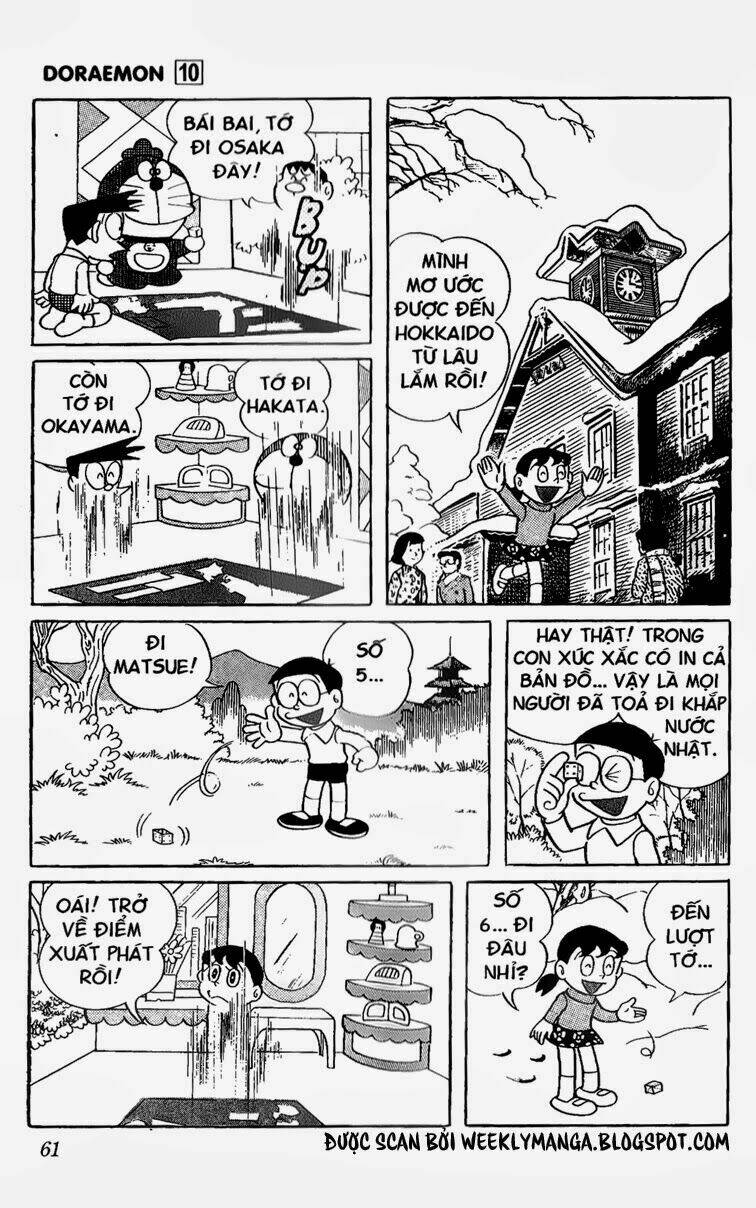 DORAEMON 10
MÌNH
MƠ ƯỚC
ĐƯỢC ĐẾN
HOKKAIDO
TỪ LÂU
LẮM RỒI!
BÁI BAI, TỚ
ĐI OSAKA
ĐÂY!
BUP
TỚ ĐI
HAKATA.
CÒN
TỚ ĐI
OKAYAMA.
HAY THẬT! TRONG
CON XÚC XẮC CÓ IN CẢ
BẢN ĐỒ... VẬY LÀ MỌI
NGƯỜI ĐÃ TOẢ ĐI KHẮP
NƯỚC
NHẬT.
SỐ
5...
ĐI
MATSUE!
ĐẾN
LƯỢT
TỚ...
SỐ
6... ĐI
ĐÂU
NHỈ?
OÁI! TRỞ
VỀ ĐIỂM
XUẤT PHÁT
RỒI!
61
ĐƯỢC SCAN BỞI WEEKLYMANGA.BLOGSPOT.COM